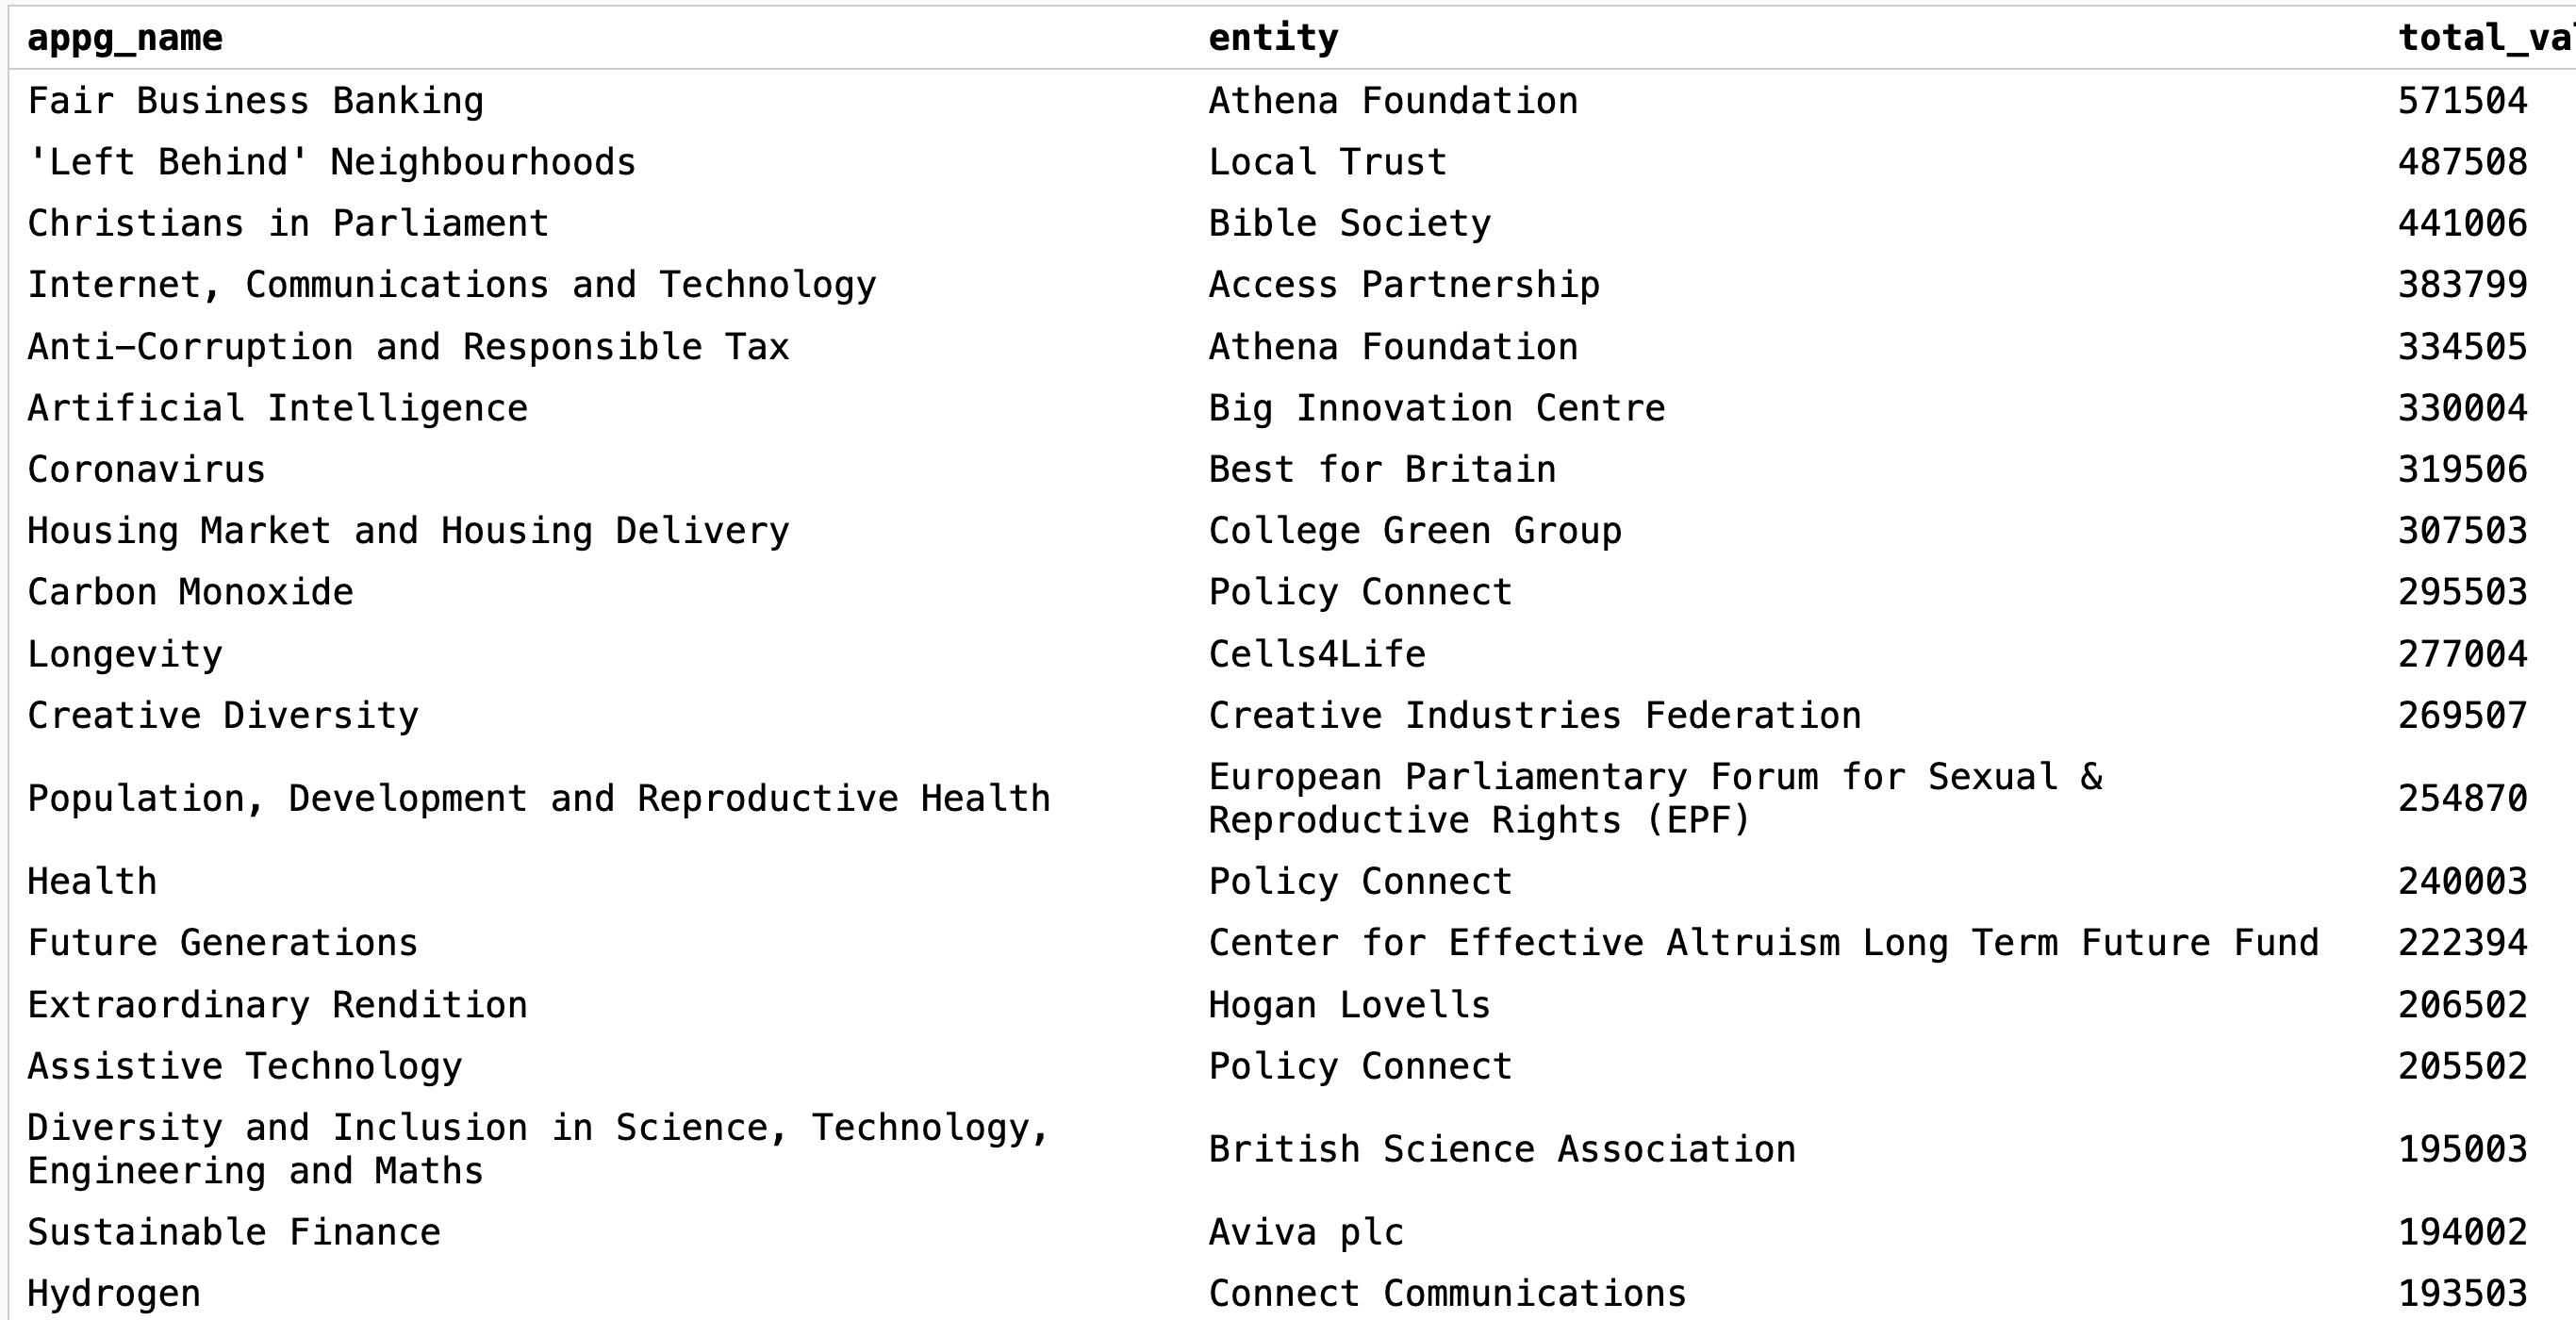 appg_name entity total_va
Fair Business Banking Athena Foundation 571504
'Left Behind' Neighbourhoods Local Trust 487508
Christians in Parliament Bible Society 441006
Internet, Communications and Technology Access Partnership 383799
Anti-Corruption and Responsible Tax Athena Foundation 334505
Artificial Intelligence Big Innovation Centre 330004
Coronavirus Best for Britain 319506
Housing Market and Housing Delivery College Green Group 307503
Carbon Monoxide Policy Connect 295503
Longevity Cells4Life 277004
Creative Diversity Creative Industries Federation 269507
Population, Development and Reproductive Health European Parliamentary Forum for Sexual &
Reproductive Rights (EPF) 254870
Health Policy Connect 240003
Future Generations Center for Effective Altruism Long Term Future Fund 222394
Extraordinary Rendition Hogan Lovells 206502
Assistive Technology Policy Connect 205502
Diversity and Inclusion in Science, Technology,
Engineering and Maths British Science Association 195003
Sustainable Finance Aviva plc 194002
Hydrogen Connect Communications 193503